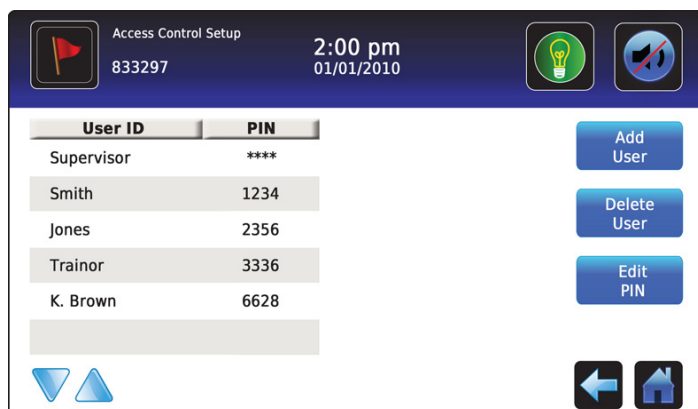 Access Control Setup
833297
2:00 pm
01/01/2010
User ID PIN
Supervisor ****
Smith 1234
Jones 2356
Trainor 3336
K. Brown 6628
Add
User
Delete
User
Edit
PIN